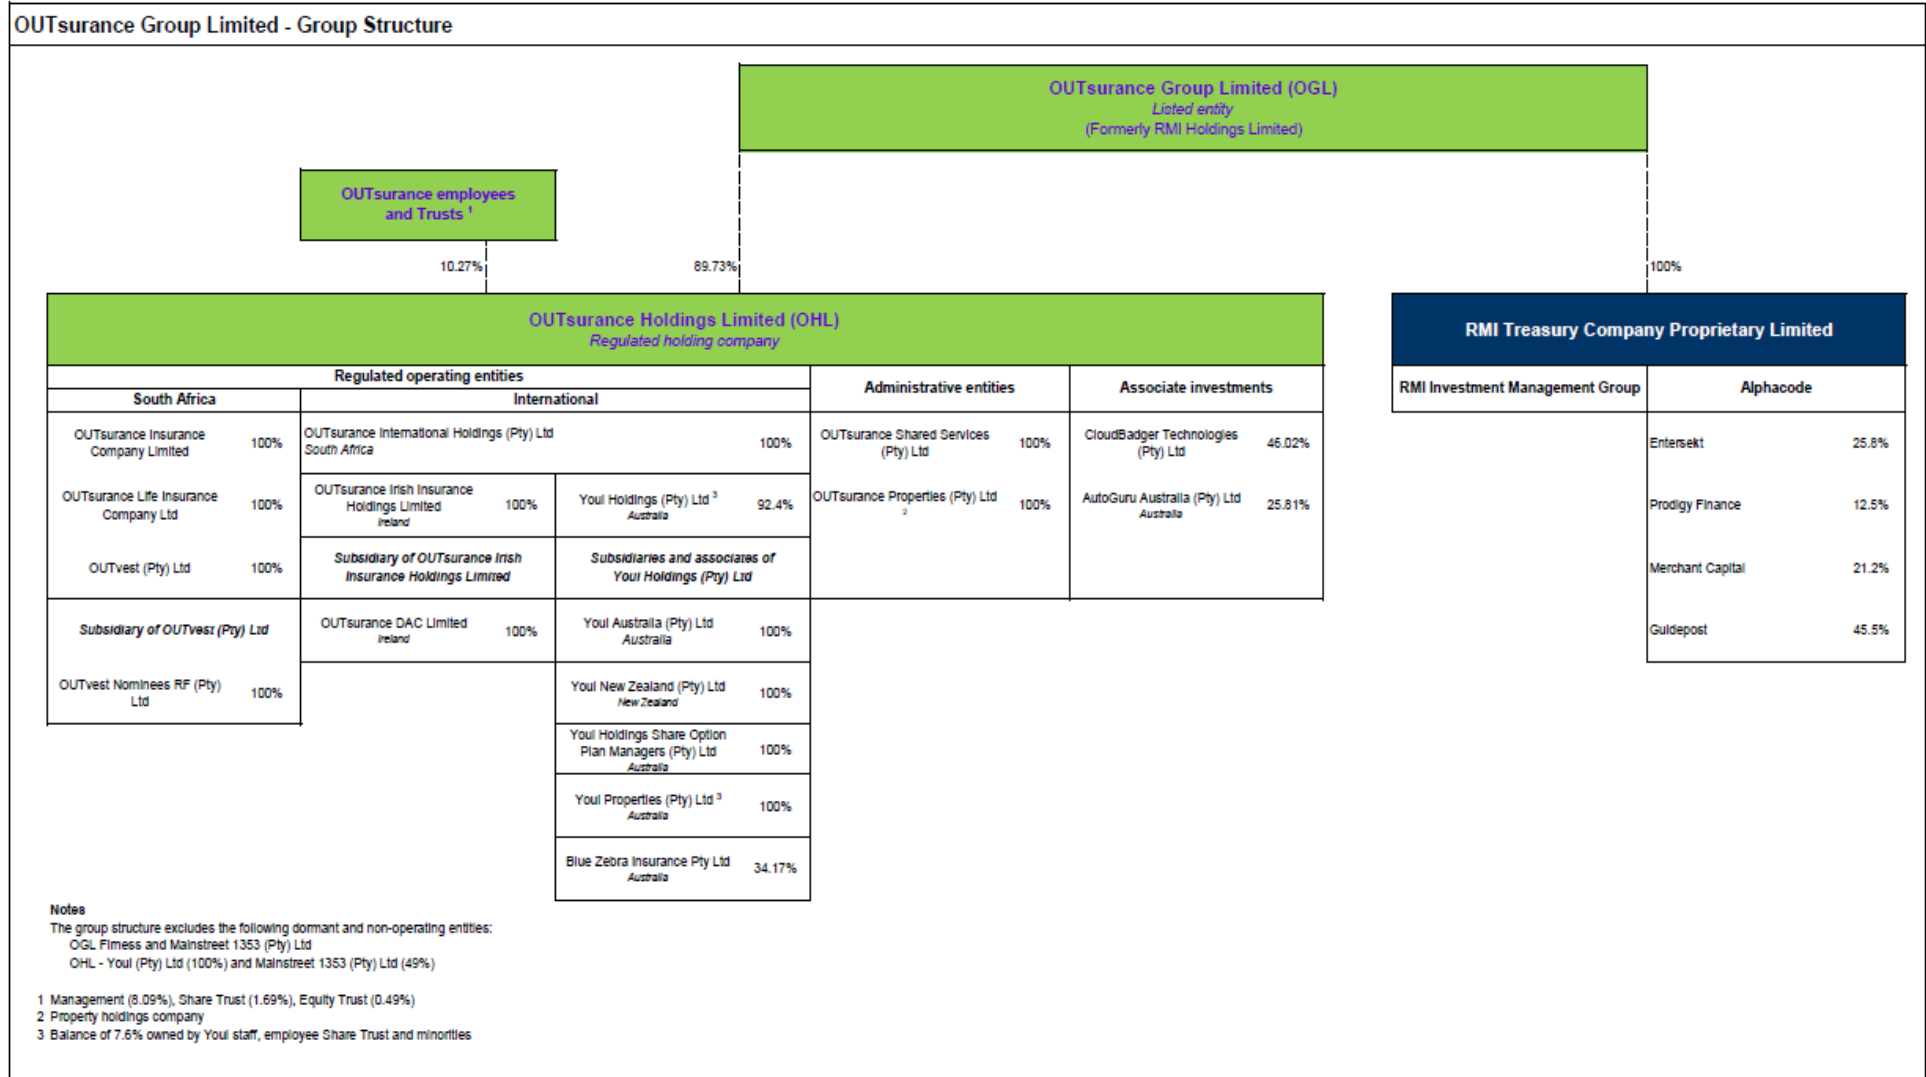 OUTsurance Group Limited - Group Structure
OUTsurance Group Limited (OGL)
Listed entity
(Formerly RMI Holdings Limited)
OUTsurance employees
and Trusts ¹
10.27%
89.73%
100%
OUTsurance Holdings Limited (OHL)
Regulated holding company
RMI Treasury Company Proprietary Limited
Regulated operating entities
Administrative entities
Associate investments
RMI Investment Management Group
Alphacode
South Africa
International
OUTsurance Insurance
Company Limited
100%
OUTsurance International Holdings (Pty) Ltd
South Africa
100%
OUTsurance Shared Services
(Pty) Ltd
100%
CloudBadger Technologies
(Pty) Ltd
46.02%
Entersekt
25.8%
OUTsurance Life Insurance
Company Ltd
100%
OUTsurance Irish Insurance
Holdings Limited
Ireland
100%
Youi Holdings (Pty) Ltd ³
Australia
92.4%
OUTsurance Properties (Pty) Ltd
²
100%
AutoGuru Australia (Pty) Ltd
Australia
25.81%
Prodigy Finance
12.5%
OUTvest (Pty) Ltd
100%
Subsidiary of OUTsurance Irish
Insurance Holdings Limited
Subsidiaries and associates of
Youi Holdings (Pty) Ltd
Merchant Capital
21.2%
Subsidiary of OUTvest (Pty) Ltd
OUTsurance DAC Limited
Ireland
100%
Youi Australia (Pty) Ltd
Australia
100%
Guidepost
45.5%
OUTvest Nominees RF (Pty)
Ltd
100%
Youi New Zealand (Pty) Ltd
New Zealand
100%
Youi Holdings Share Option
Plan Managers (Pty) Ltd
Australia
100%
Youi Properties (Pty) Ltd ³
Australia
100%
Blue Zebra Insurance Pty Ltd
Australia
34.17%
Notes
The group structure excludes the following dormant and non-operating entities:
OGL Firness and Mainstreet 1353 (Pty) Ltd
OHL - Youi (Pty) Ltd (100%) and Mainstreet 1353 (Pty) Ltd (49%)
1 Management (8.09%), Share Trust (1.69%), Equity Trust (0.49%)
2 Property holdings company
3 Balance of 7.6% owned by Youi staff, employee Share Trust and minorities